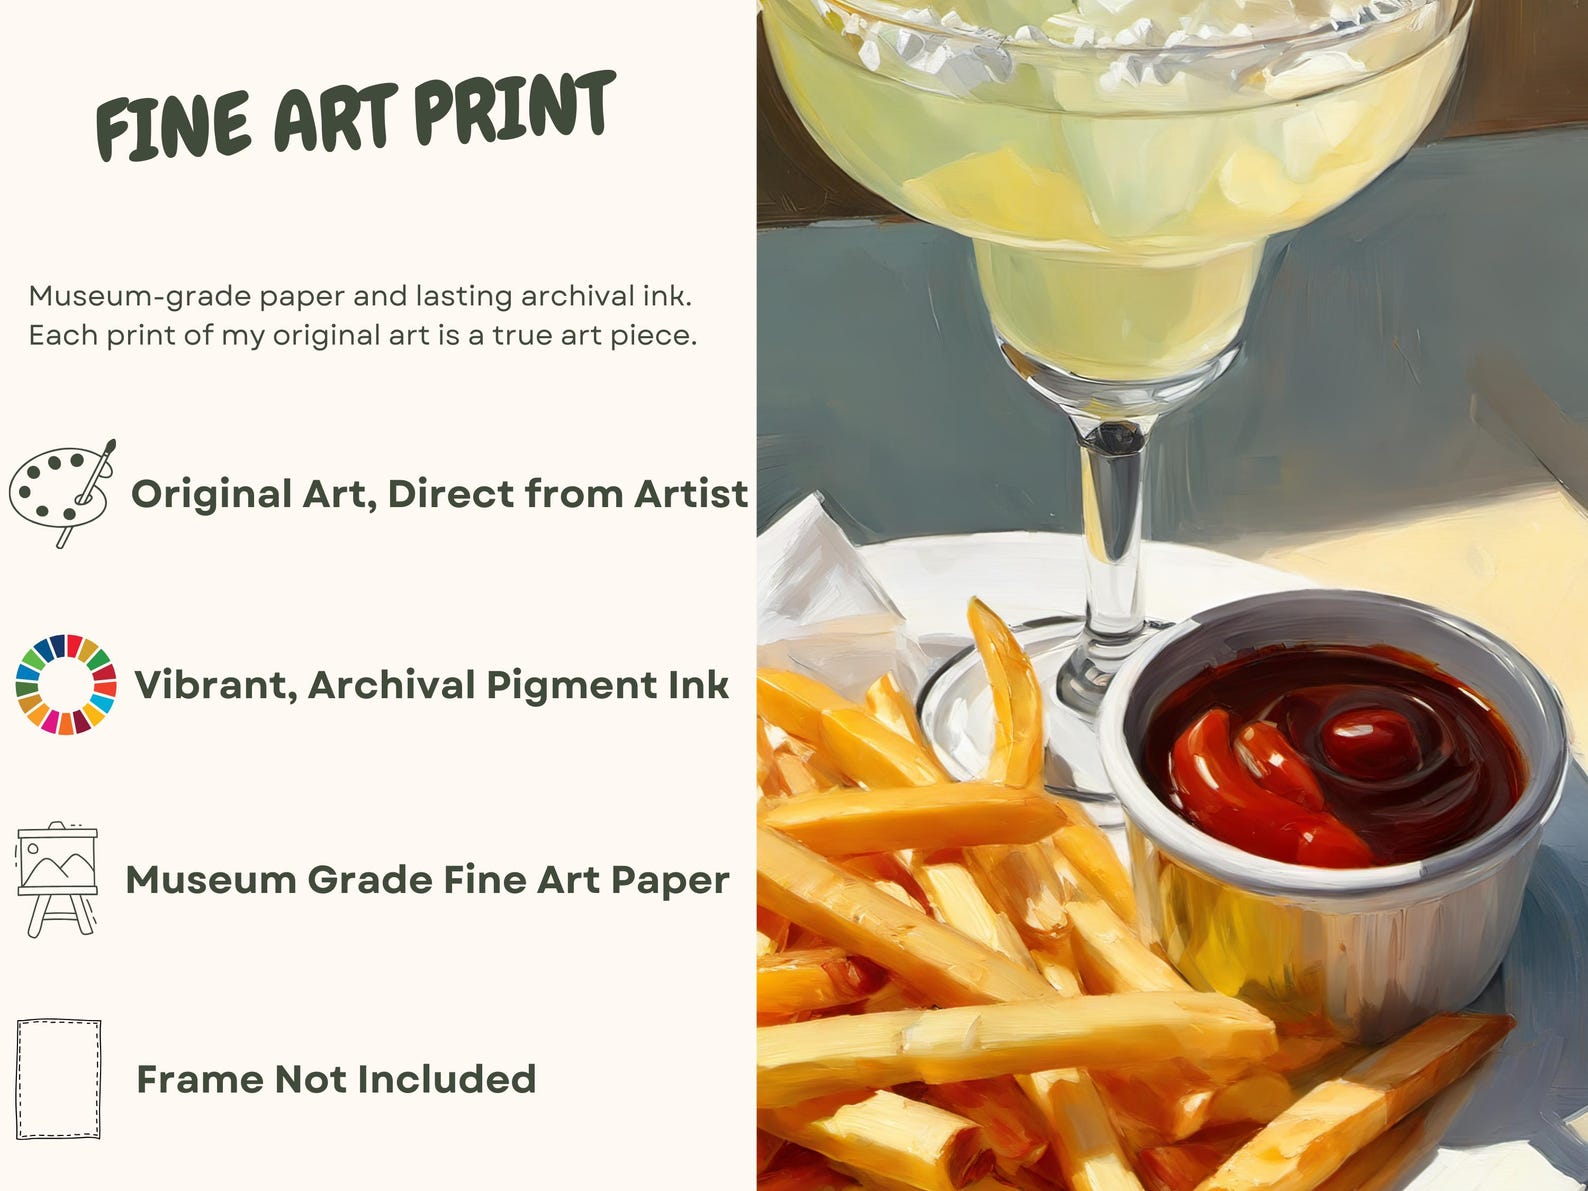 FINE ART PRINT
Museum-grade paper and lasting archival ink.
Each print of my original art is a true art piece.
Original Art, Direct from Artist
Vibrant, Archival Pigment Ink
Museum Grade Fine Art Paper
Frame Not Included